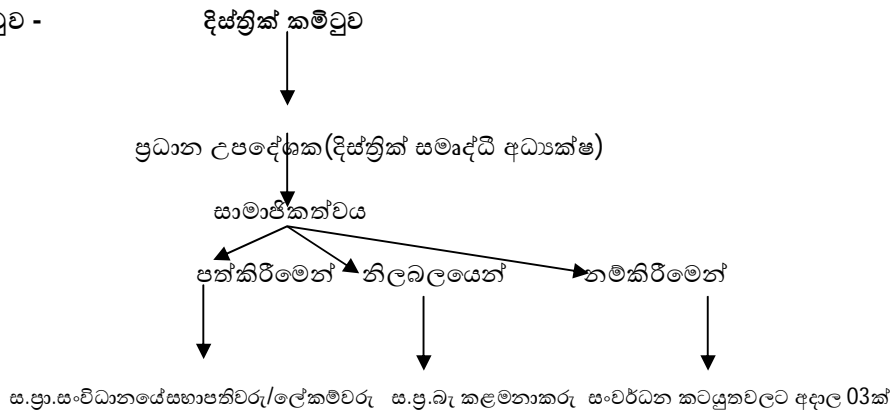 ටුව - දිස්ත්‍රික් කමිටුව
ප්‍රධාන උපදේශක(දිස්ත්‍රික් සමෘද්ධි අධ්‍යක්ෂ)
සාමාජිකත්වය
පත්කිරීමෙන් නිලබලයෙන් නම්කිරීමෙන්
ස.ප්‍රා.සංවිධානයේසභාපතිවරු/ලේකම්වරු ස.ප්‍ර.බැ කළමනාකරු සංවර්ධන කටයුතවලට අදාල 03ක්